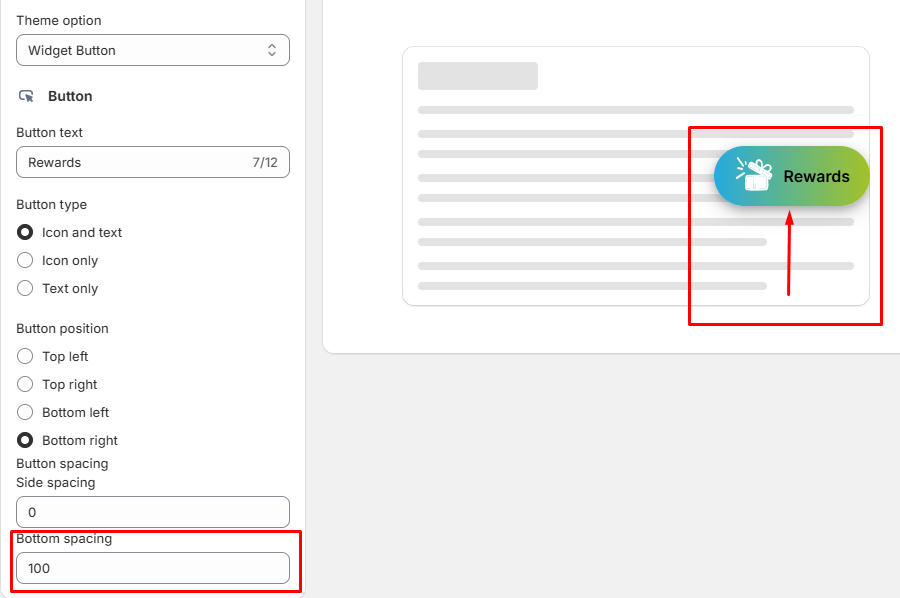 Theme option
Widget Button
Button
Button text
Rewards 7/12
Button type
Icon and text
Icon only
Text only
Button position
Top left
Top right
Bottom left
Bottom right
Button spacing
Side spacing
0
Bottom spacing
100
Rewards